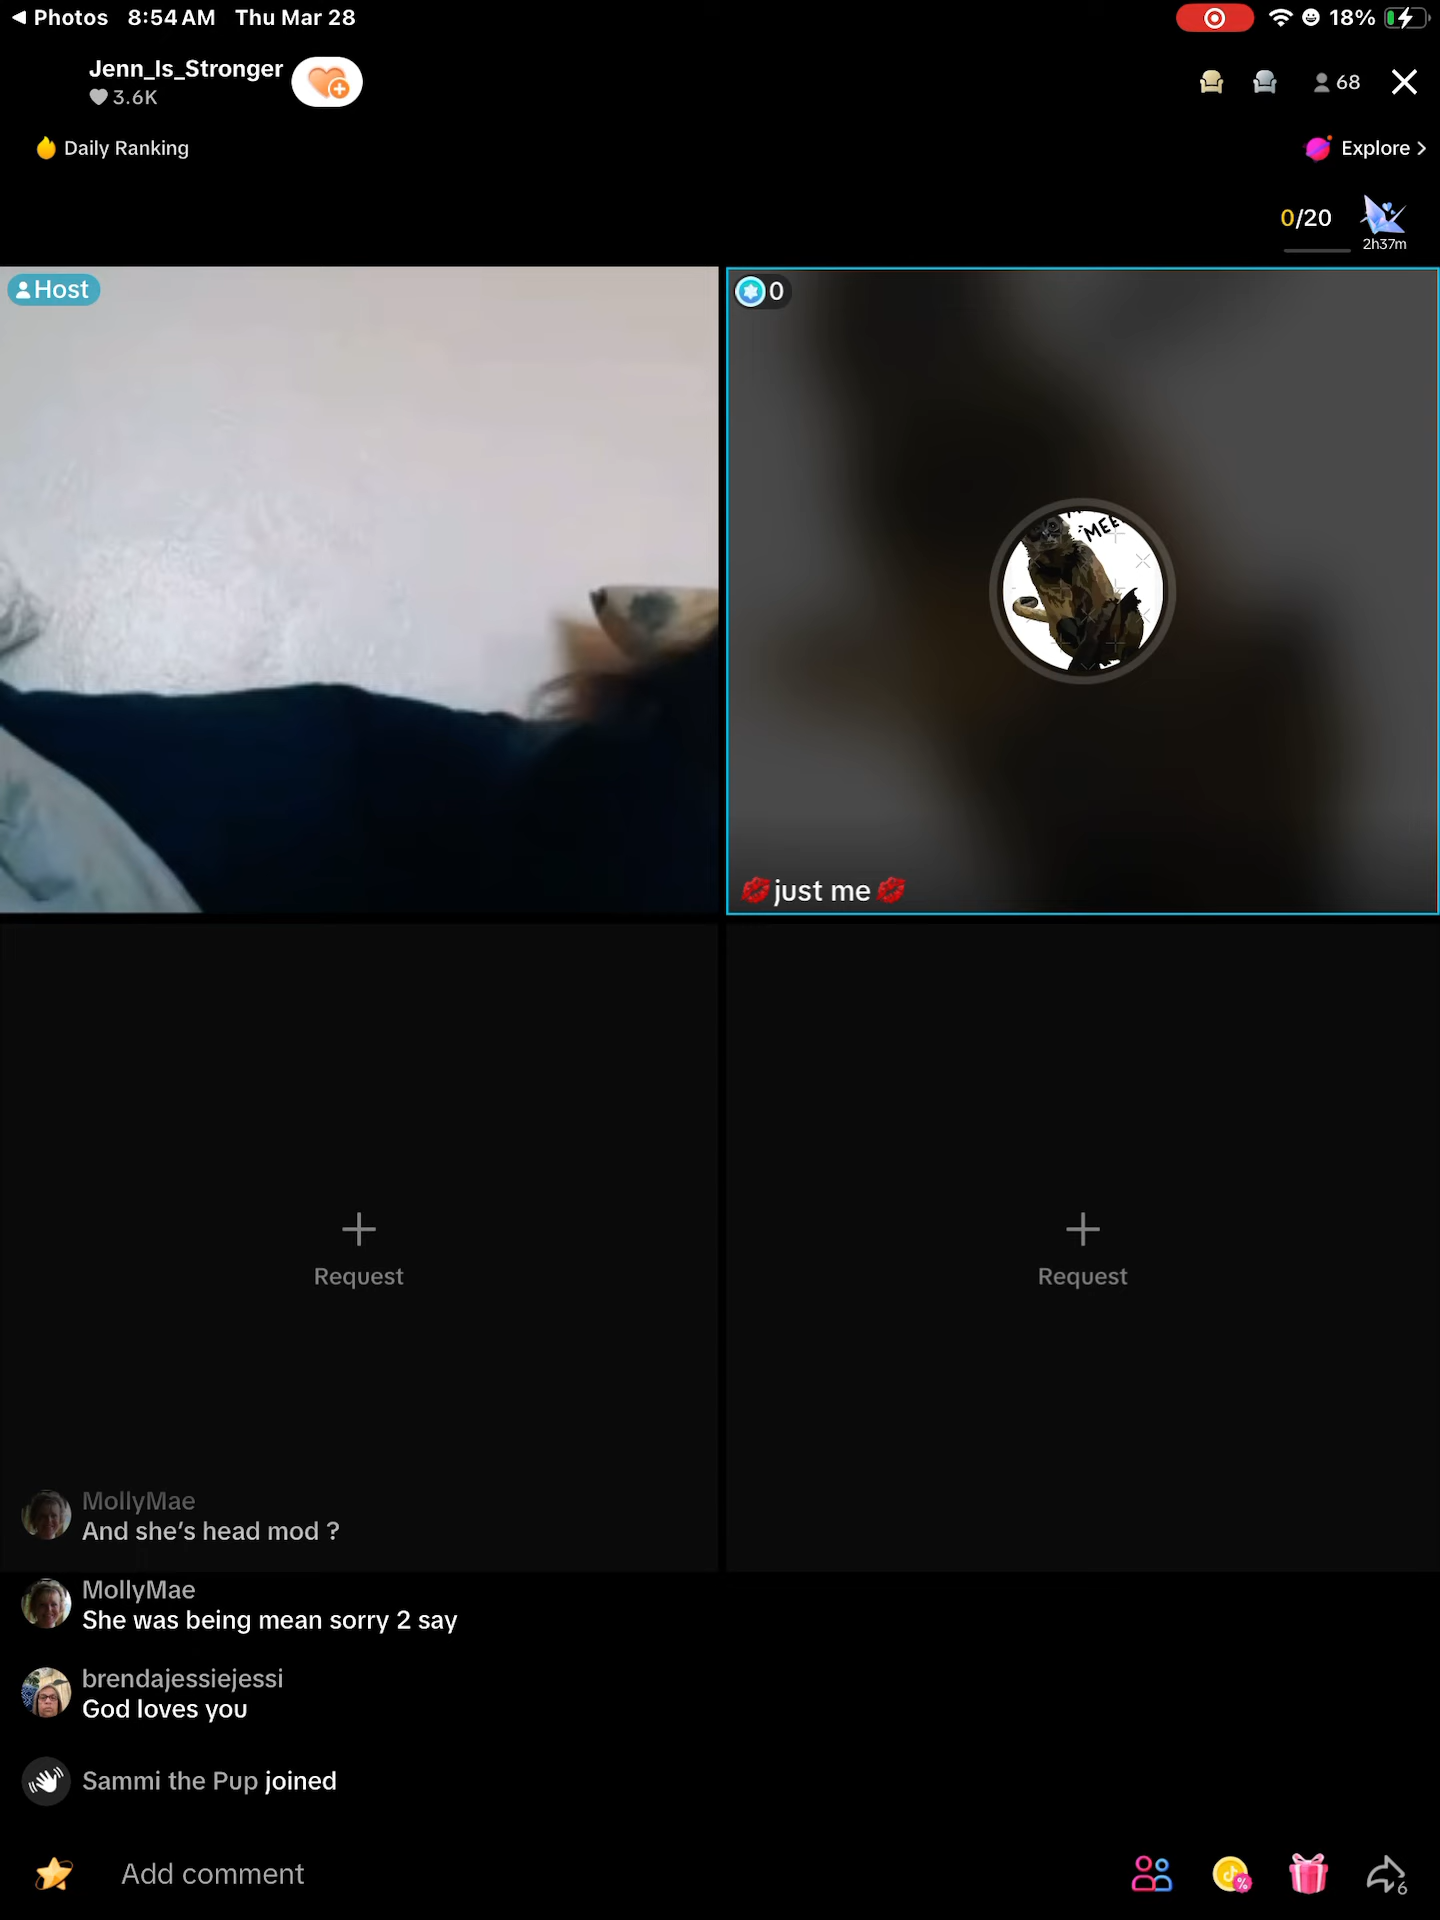 Photos 8:54 AM Thu Mar 28
18%
Jenn_Is_Stronger
3.6K
68
Daily Ranking
Explore >
0/20
2h37m
Host
0
MEE
💋just me💋
+
Request
+
Request
MollyMae
And she's head mod ?
MollyMae
She was being mean sorry 2 say
brendajessiejessi
God loves you
Sammi the Pup joined
Add comment
6